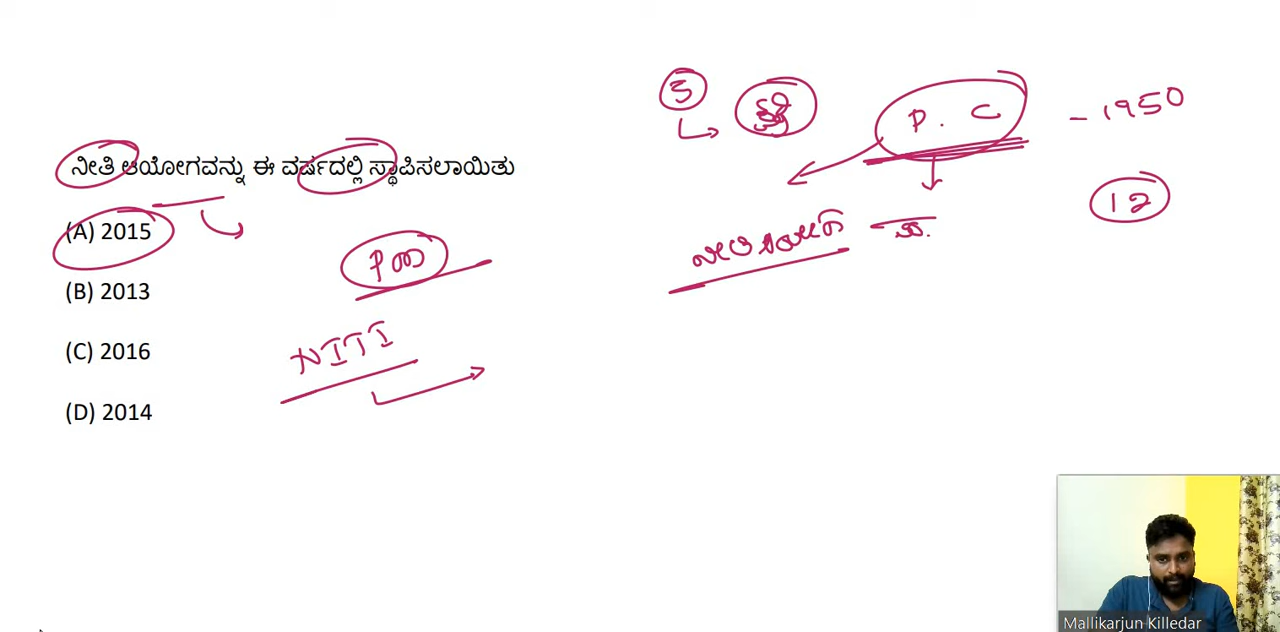 ನೀತಿ ಆಯೋಗವನ್ನು ಈ ವರ್ಷದಲ್ಲಿ ಸ್ಥಾಪಿಸಲಾಯಿತು
(A) 2015
(B) 2013
(C) 2016
(D) 2014
NITI
5
P. C - 1950
12
Mallikarjun Killedar